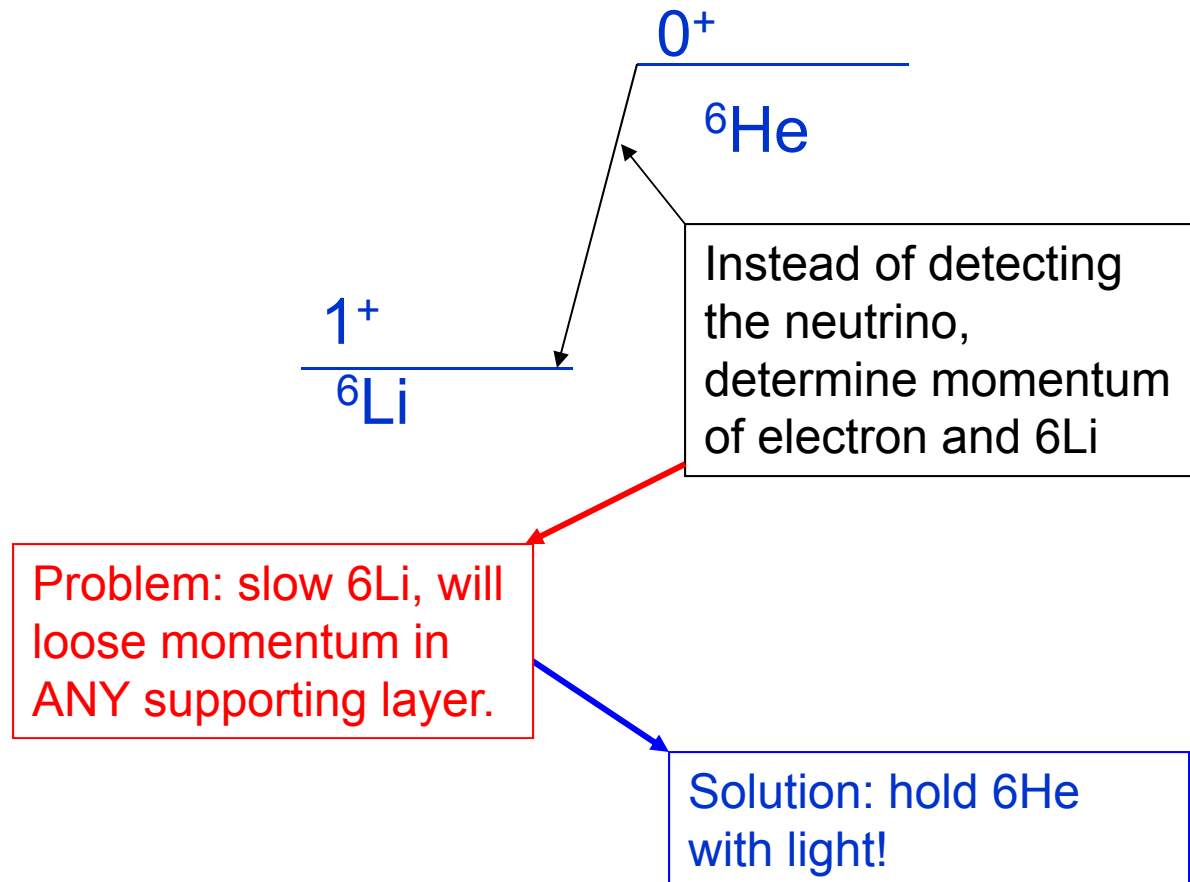 0⁺
⁶He
Instead of detecting
the neutrino,
determine momentum
of electron and 6Li
1⁺
⁶Li
Problem: slow 6Li, will
loose momentum in
ANY supporting layer.
Solution: hold 6He
with light!